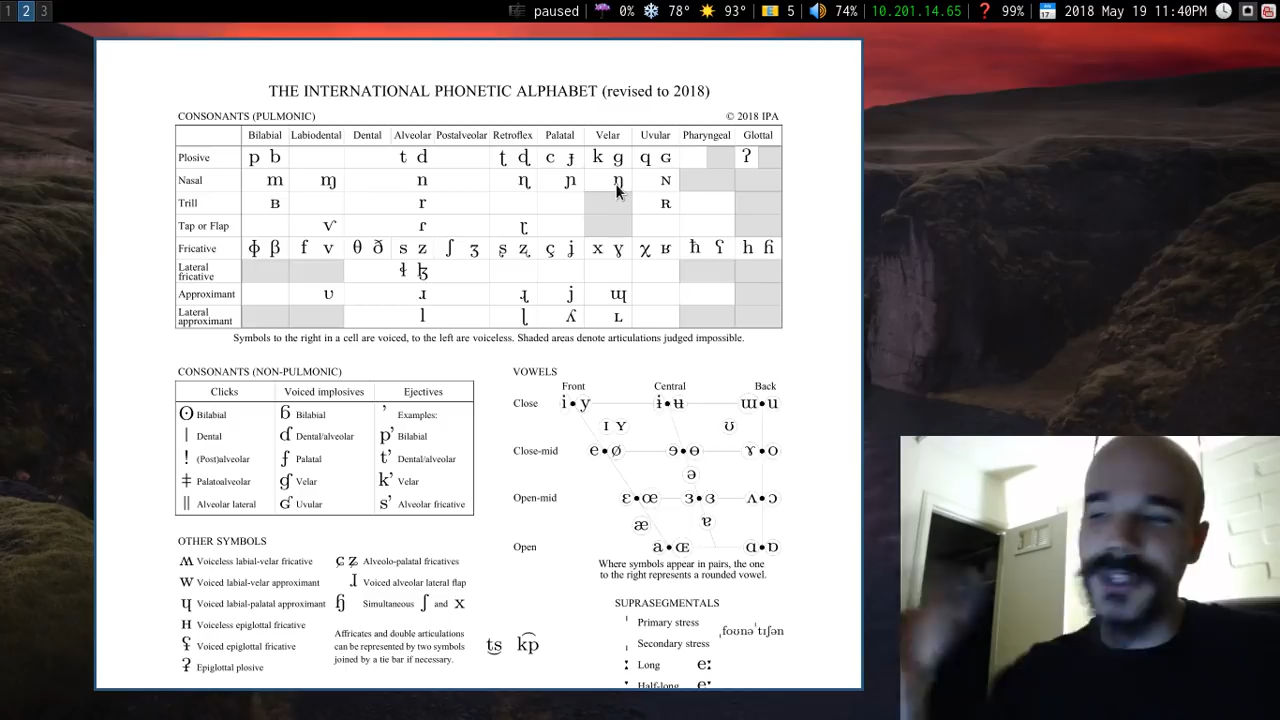 1 2 3 paused 0% 78° 93° 5 74% 10.201.14.65 99% 2018 May 19 11:40PM
THE INTERNATIONAL PHONETIC ALPHABET (revised to 2018)
CONSONANTS (PULMONIC) © 2018 IPA
Bilabial Labiodental Dental Alveolar Postalveolar Retroflex Palatal Velar Uvular Pharyngeal Glottal
Plosive p b t d ʈ ɖ c ɟ k ɡ q ɢ ʔ
Nasal m ɱ n ɳ ɲ ŋ ɴ
Trill ʙ r ʀ
Tap or Flap ⱱ ɾ ɽ
Fricative ɸ β f v θ ð s z ʃ ʒ ʂ ʐ ç ʝ x ɣ χ ʁ ħ ʕ h ɦ
Lateral fricative ɬ ɮ
Approximant ʋ ɹ ɻ j ɰ
Lateral approximant l ɭ ʎ ʟ
Symbols to the right in a cell are voiced, to the left are voiceless. Shaded areas denote articulations judged impossible.
CONSONANTS (NON-PULMONIC)
Clicks Voiced implosives Ejectives
ʘ Bilabial ɓ Bilabial ʼ Examples:
ǀ Dental ɗ Dental/alveolar pʼ Bilabial
ǃ (Post)alveolar ʄ Palatal tʼ Dental/alveolar
ǂ Palatoalveolar ɠ Velar kʼ Velar
ǁ Alveolar lateral ʛ Uvular sʼ Alveolar fricative
VOWELS
Front Central Back
Close i y ɨ ʉ ɯ u
ɪ ʏ ʊ
Close-mid e ø ɘ ɵ ɤ o
ə
Open-mid ɛ œ ɜ ɞ ʌ ɔ
æ ɐ
Open a ɶ ɑ ɒ
Where symbols appear in pairs, the one
to the right represents a rounded vowel.
OTHER SYMBOLS
ʍ Voiceless labial-velar fricative ɕ ʑ Alveolo-palatal fricatives
w Voiced labial-velar approximant ɺ Voiced alveolar lateral flap
ɥ Voiced labial-palatal approximant ɧ Simultaneous ʃ and x
ʜ Voiceless epiglottal fricative
ʢ Voiced epiglottal fricative
ʡ Epiglottal plosive
Affricates and double articulations
can be represented by two symbols
joined by a tie bar if necessary.
t͜s k͡p
SUPRASEGMENTALS
ˈ Primary stress ˌfoʊnəˈtɪʃən
ˌ Secondary stress
ː Long eː
ˑ Half-long eˑ